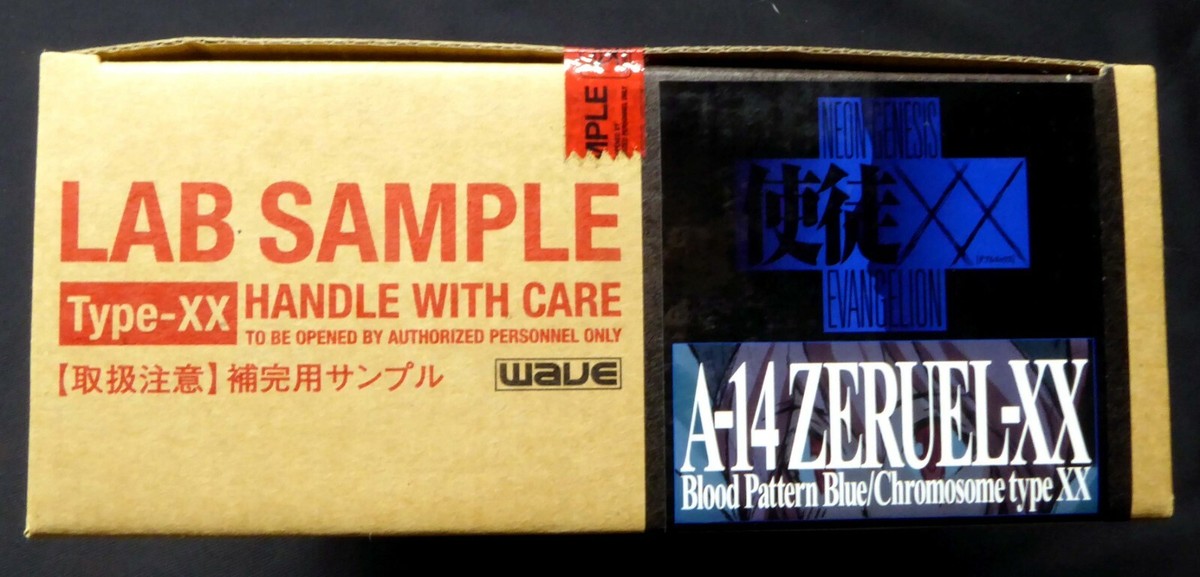 LAB SAMPLE
Type-XX
HANDLE WITH CARE
TO BE OPENED BY AUTHORIZED PERSONNEL ONLY
【取扱注意】補完用サンプル
wave
MPLE
NEON GENESIS
使徒XX
EVANGELION
A-14 ZERUEL-XX
Blood Pattern Blue/Chromosome type XX